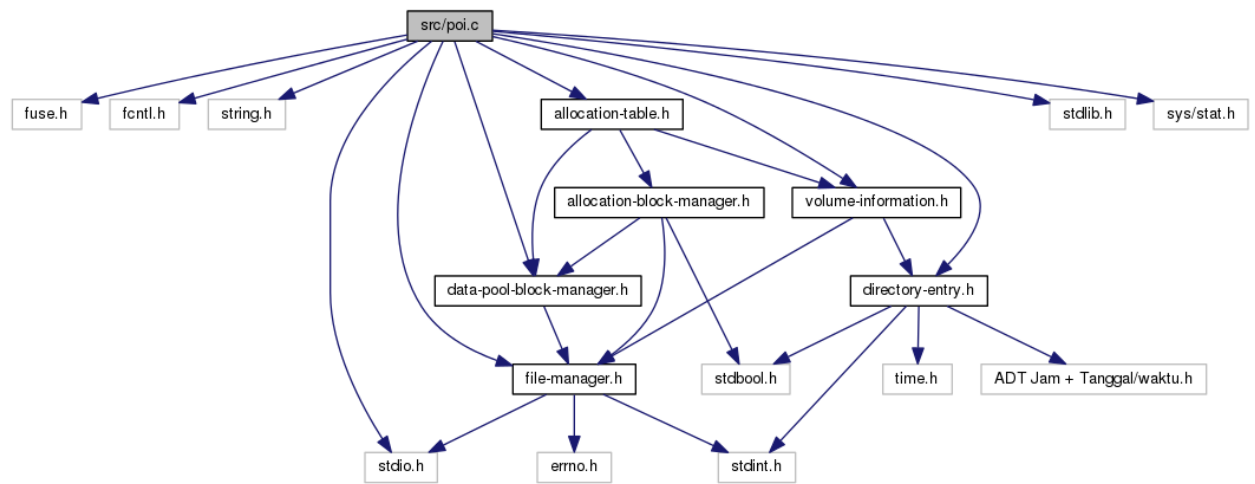 src/poi.c
fuse.h
fcntl.h
string.h
allocation-table.h
stdlib.h
sys/stat.h
allocation-block-manager.h
volume-information.h
data-pool-block-manager.h
directory-entry.h
file-manager.h
stdbool.h
time.h
ADT Jam + Tanggal/waktu.h
stdio.h
errno.h
stdint.h